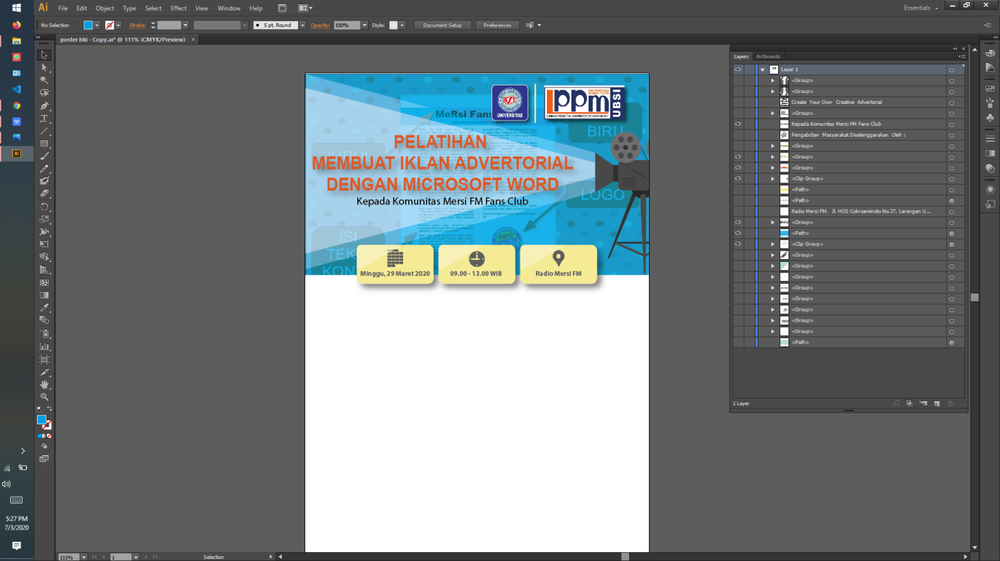 Ai File Edit Object Type Select Effect View Window Help Br
Essentials
No Selection
Stroke:
5 pt. Round
Opacity: 100%
Style:
Document Setup
Preferences
poster hki - Copy.ai* @ 111% (CMYK/Preview)
MeRsi Fans
UNIVERSITAS
lppm
UBSI
BIRU
JUDUL
PELATIHAN
MEMBUAT IKLAN ADVERTORIAL
DENGAN MICROSOFT WORD
Kepada Komunitas Mersi FM Fans Club
LOGO
ISI
TEK
KON
Minggu, 29 Maret 2020
09.00 - 13.00 WIB
Radio Mersi FM
Layers Artboards
Layer 1
<Group>
<Group>
Create Your Own Creative Advertorial
<Group>
Kepada Komunitas Mersi FM Fans Club
Pengabdian Masyarakat Diselenggarakan Oleh :
<Group>
<Group>
<Group>
<Clip Group>
<Path>
<Path>
Radio Mersi FM. Jl. HOS Cokroaminoto No.37, Larangan U...
<Group>
<Path>
<Clip Group>
<Group>
<Group>
<Group>
<Group>
<Group>
<Group>
<Group>
<Group>
<Path>
1 Layer
5:27 PM
7/3/2020
111%
1
Selection